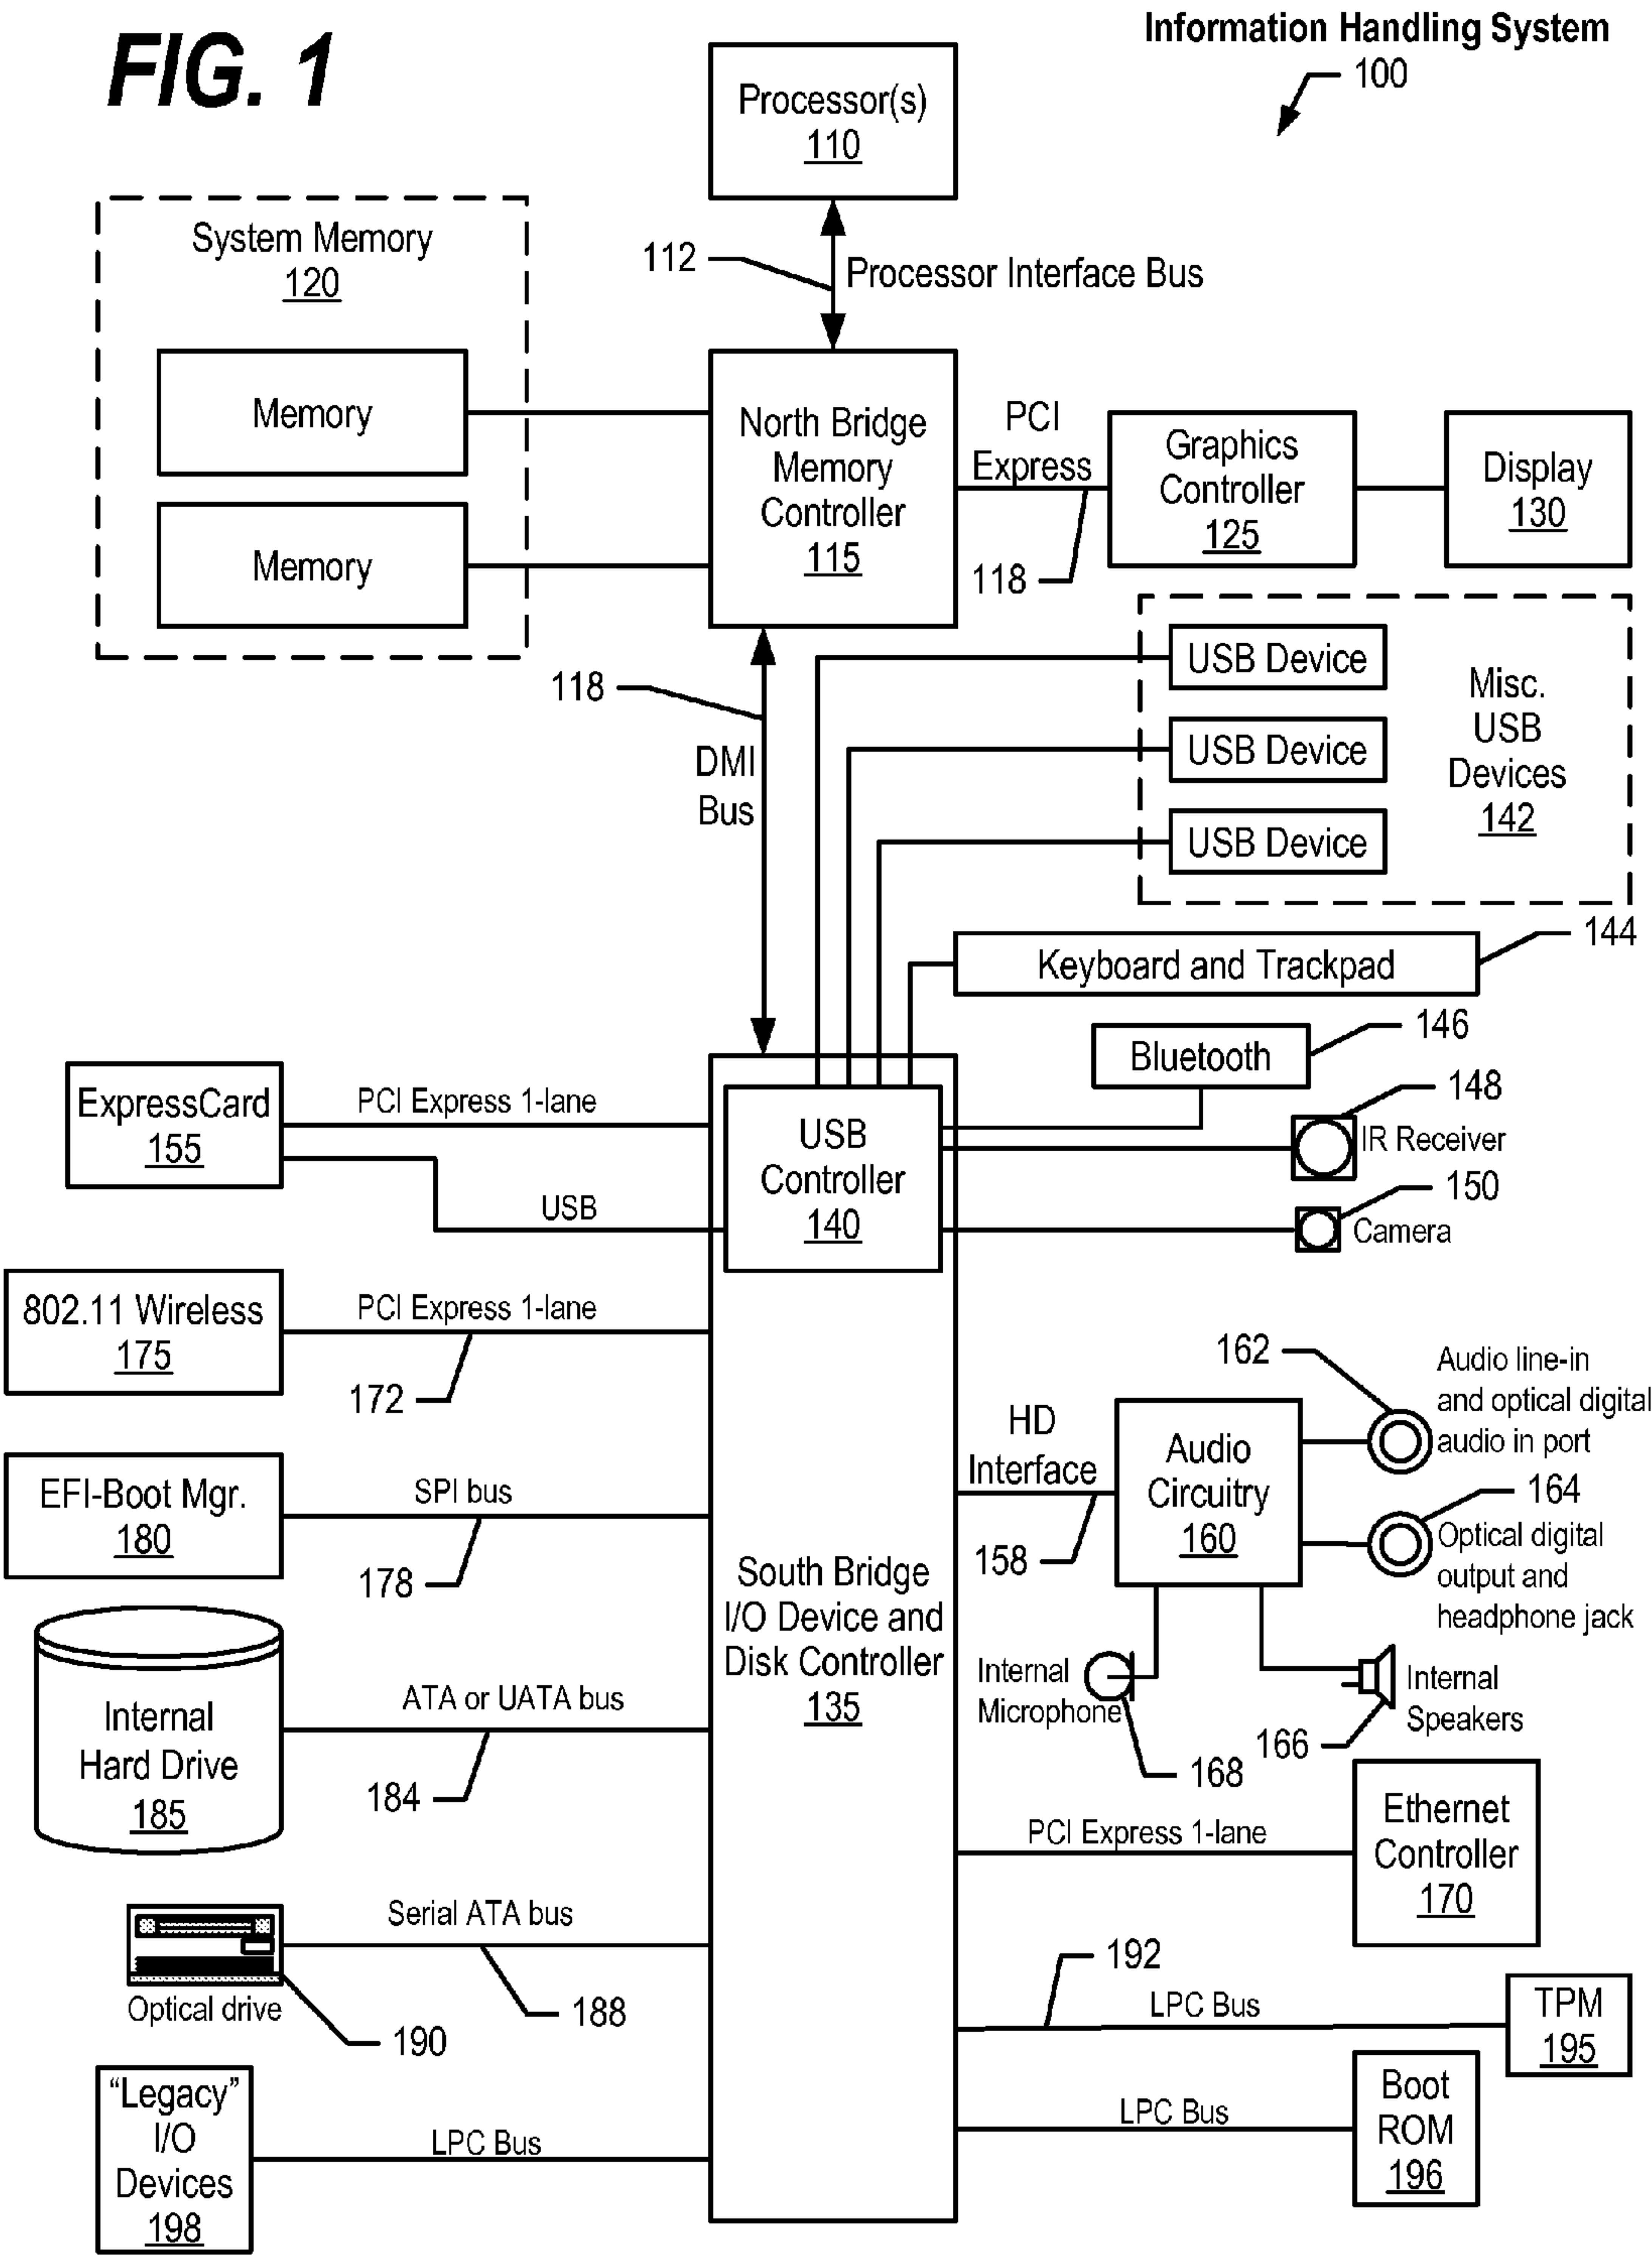 FIG. 1
Information Handling System
100
Processor(s)
110
System Memory
120
112
Processor Interface Bus
Memory
Memory
North Bridge
Memory
Controller
115
PCI
Express
118
Graphics
Controller
125
Display
130
118
DMI
Bus
USB Device
USB Device
USB Device
Misc.
USB
Devices
142
144
Keyboard and Trackpad
146
Bluetooth
148
IR Receiver
150
Camera
ExpressCard
155
PCI Express 1-lane
USB
USB
Controller
140
802.11 Wireless
175
PCI Express 1-lane
172
162
Audio line-in
and optical digital
audio in port
HD
Interface
158
Audio
Circuitry
160
164
Optical digital
output and
headphone jack
EFI-Boot Mgr.
180
SPI bus
178
South Bridge
I/O Device and
Disk Controller
135
Internal
Microphone
168
Internal
Speakers
166
Internal
Hard Drive
185
ATA or UATA bus
184
PCI Express 1-lane
Ethernet
Controller
170
Serial ATA bus
188
Optical drive
190
192
LPC Bus
TPM
195
LPC Bus
Boot
ROM
196
“Legacy”
I/O
Devices
198
LPC Bus